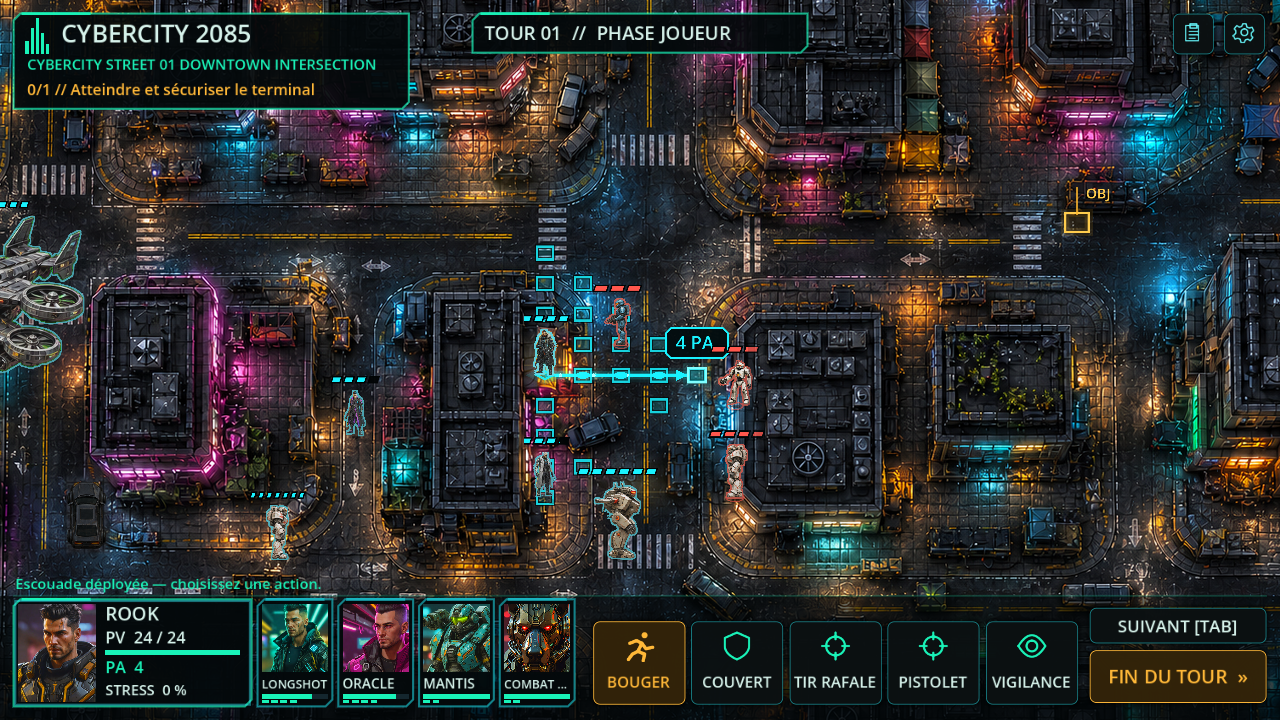 CYBERCITY 2085
CYBERCITY STREET 01 DOWNTOWN INTERSECTION
0/1 // Atteindre et sécuriser le terminal
TOUR 01 // PHASE JOUEUR
OBJ
4 PA
Escouade déployée — choisissez une action.
ROOK
PV 24 / 24
PA 4
STRESS 0 %
LONGSHOT
ORACLE
MANTIS
COMBAT ...
BOUGER
COUVERT
TIR RAFALE
PISTOLET
VIGILANCE
SUIVANT [TAB]
FIN DU TOUR »